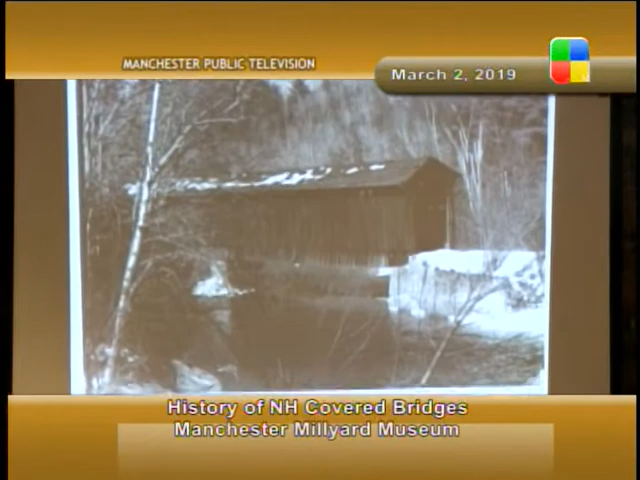 MANCHESTER PUBLIC TELEVISION
March 2, 2019
History of NH Covered Bridges
Manchester Millyard Museum